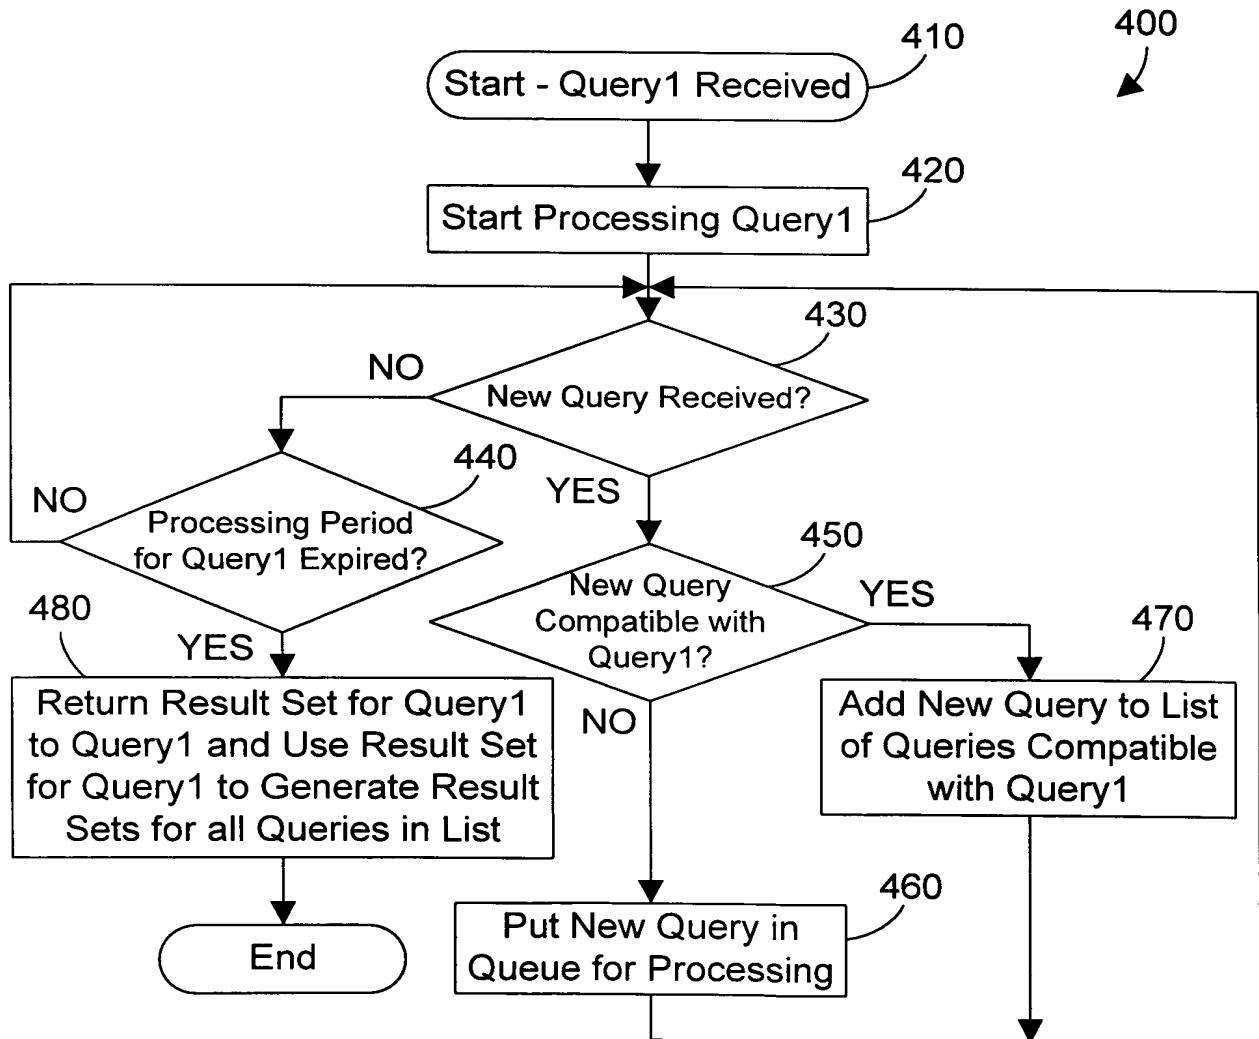 400
410
Start - Query1 Received
420
Start Processing Query1
430
NO
New Query Received?
440
NO
YES
Processing Period
for Query1 Expired?
450
New Query
Compatible with
Query1?
YES
480
YES
470
NO
Return Result Set for Query1
to Query1 and Use Result Set
for Query1 to Generate Result
Sets for all Queries in List
Add New Query to List
of Queries Compatible
with Query1
460
Put New Query in
Queue for Processing
End